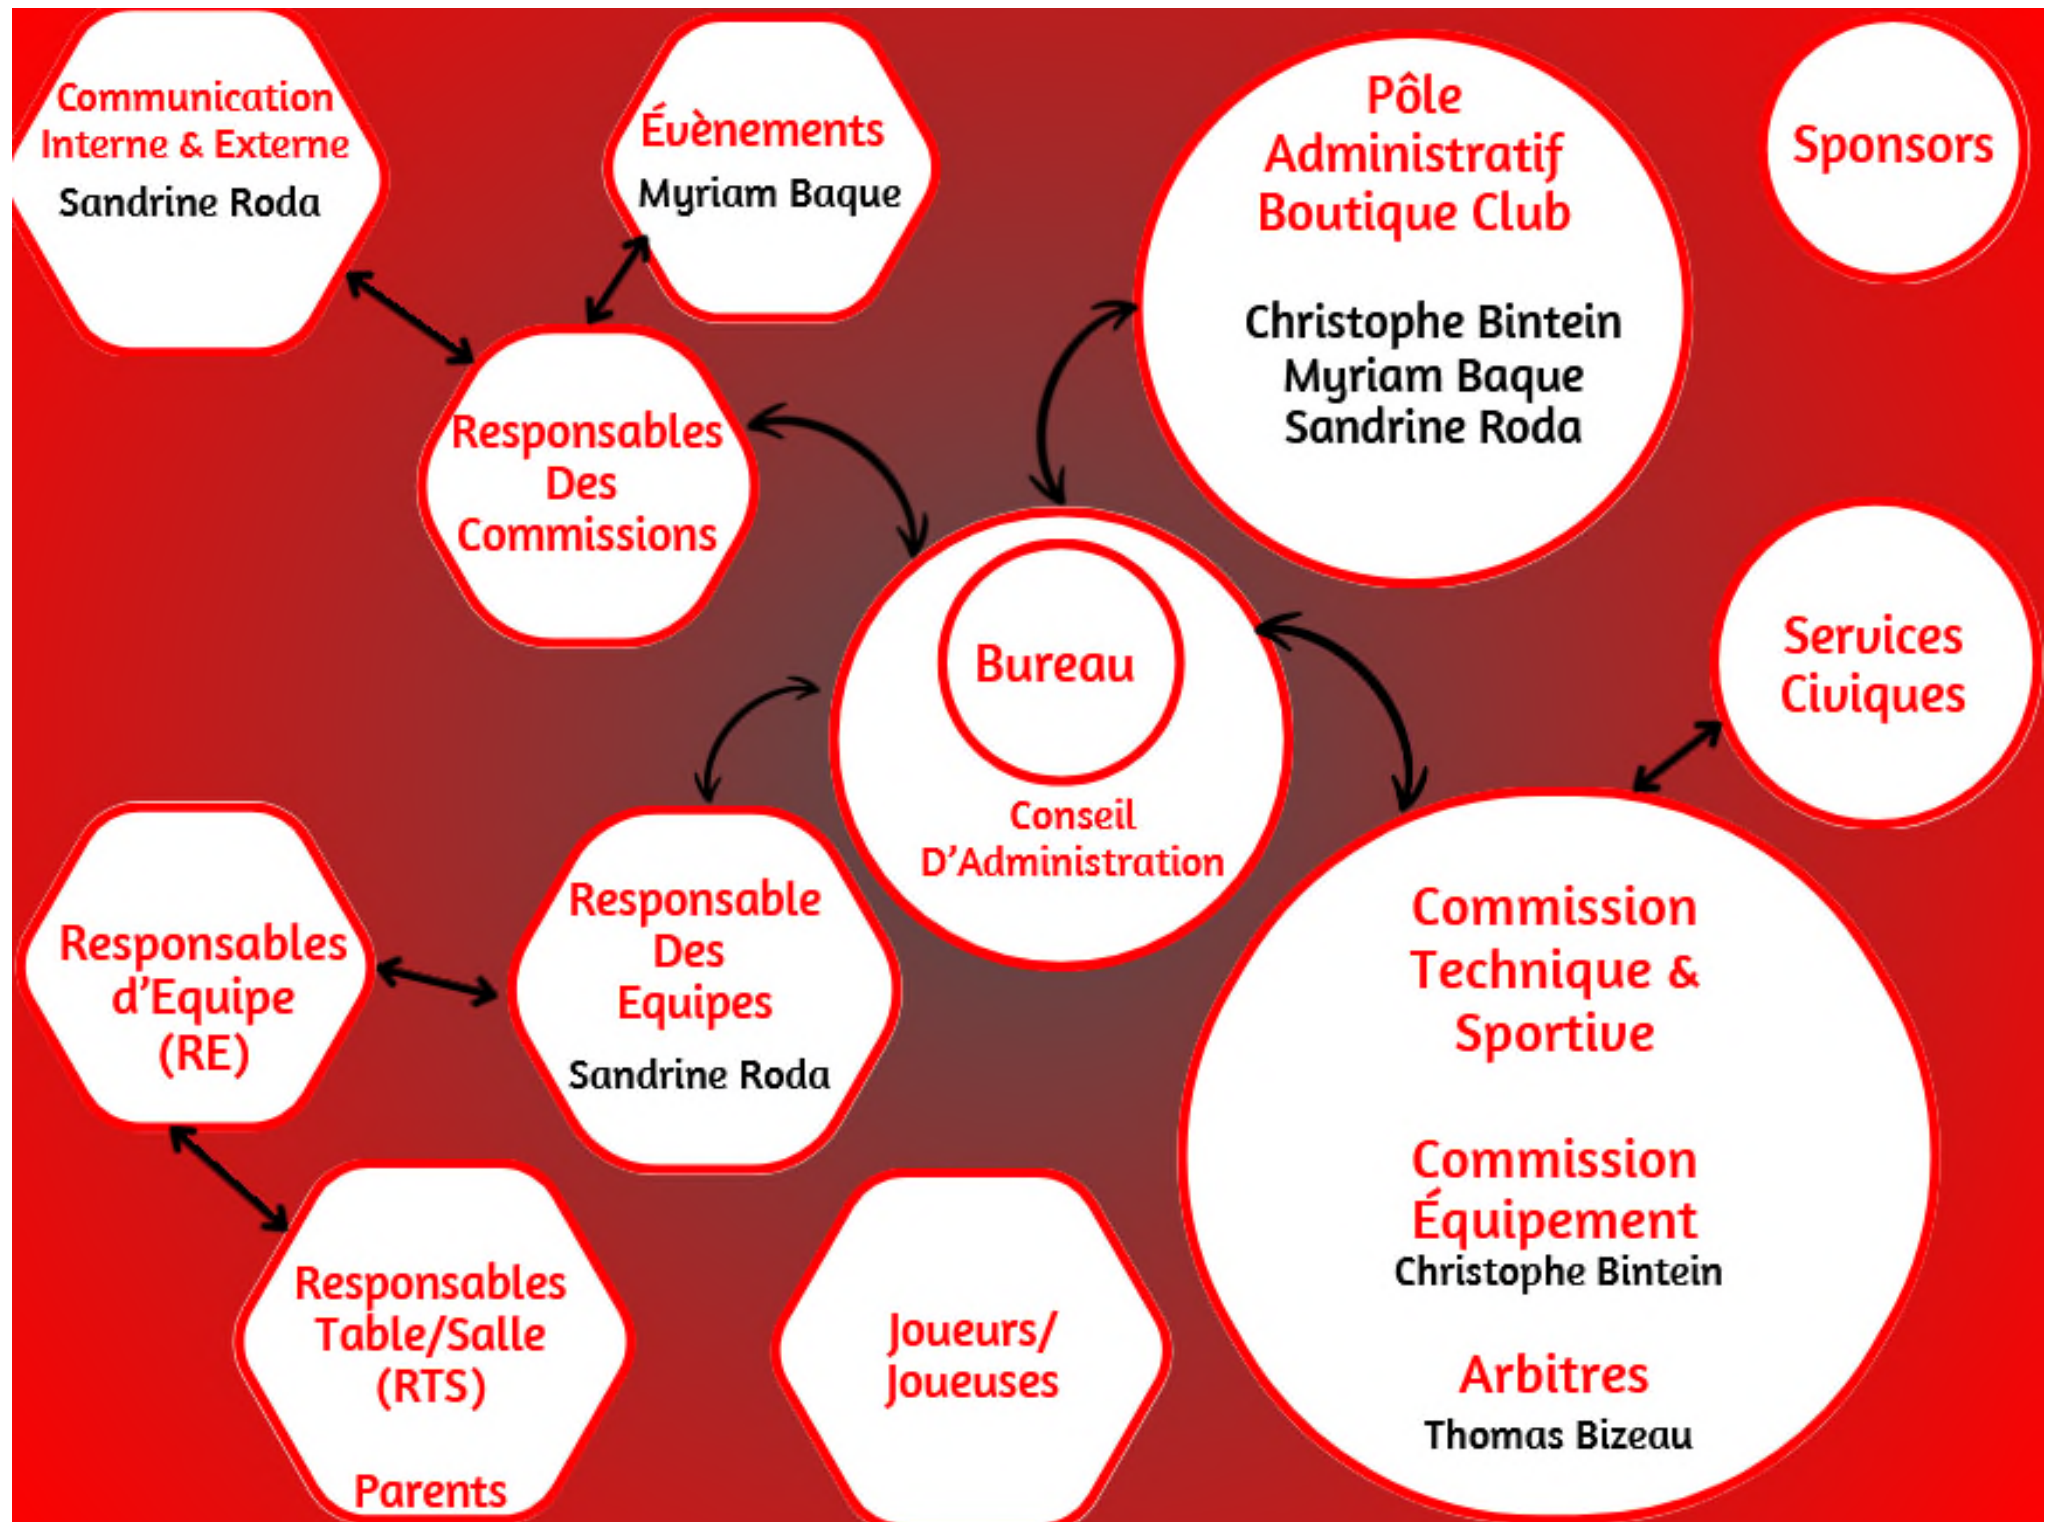 Communication
Interne & Externe
Sandrine Roda
Évènements
Myriam Baque
Pôle
Administratif
Boutique Club
Christophe Bintein
Myriam Baque
Sandrine Roda
Sponsors
Responsables
Des
Commissions
Bureau
Conseil
D'Administration
Services
Civiques
Responsables
d'Equipe
(RE)
Responsable
Des
Equipes
Sandrine Roda
Commission
Technique &
Sportive
Commission
Équipement
Christophe Bintein
Arbitres
Thomas Bizeau
Responsables
Table/Salle
(RTS)
Parents
Joueurs/
Joueuses